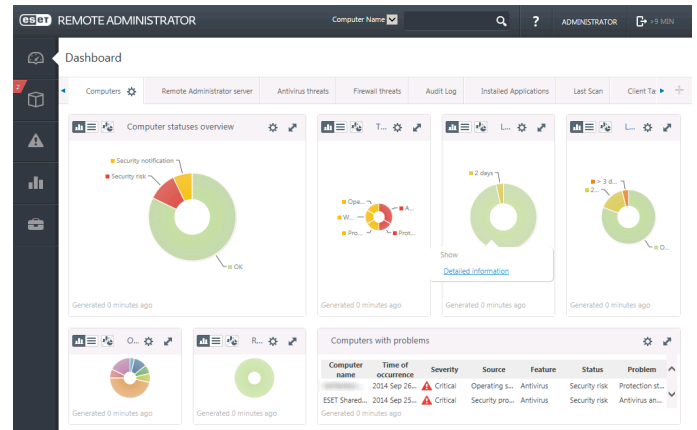 eset REMOTE ADMINISTRATOR Computer Name ? ADMINISTRATOR >9 MIN
Dashboard
2
Computers Remote Administrator server Antivirus threats Firewall threats Audit Log Installed Applications Last Scan Client Ta
Computer statuses overview T... L... L...
Security notification
Security risk
OK
Ope...
W...
Pro...
A...
Prot...
2 days
> 3 d...
2...
O...
Show
Detailed information
Generated 0 minutes ago Generated 0 minutes ago Generated 0 minutes ago Generated 0 minutes ago
O... R... Computers with problems
Computer name Time of occurrence Severity Source Feature Status Problem
2014 Sep 26... Critical Operating s... Antivirus Security risk Protection st...
ESET Shared... 2014 Sep 25... Critical Security pro... Antivirus Security risk Antivirus an...
Generated 0 minutes ago Generated 0 minutes ago Generated 0 minutes ago